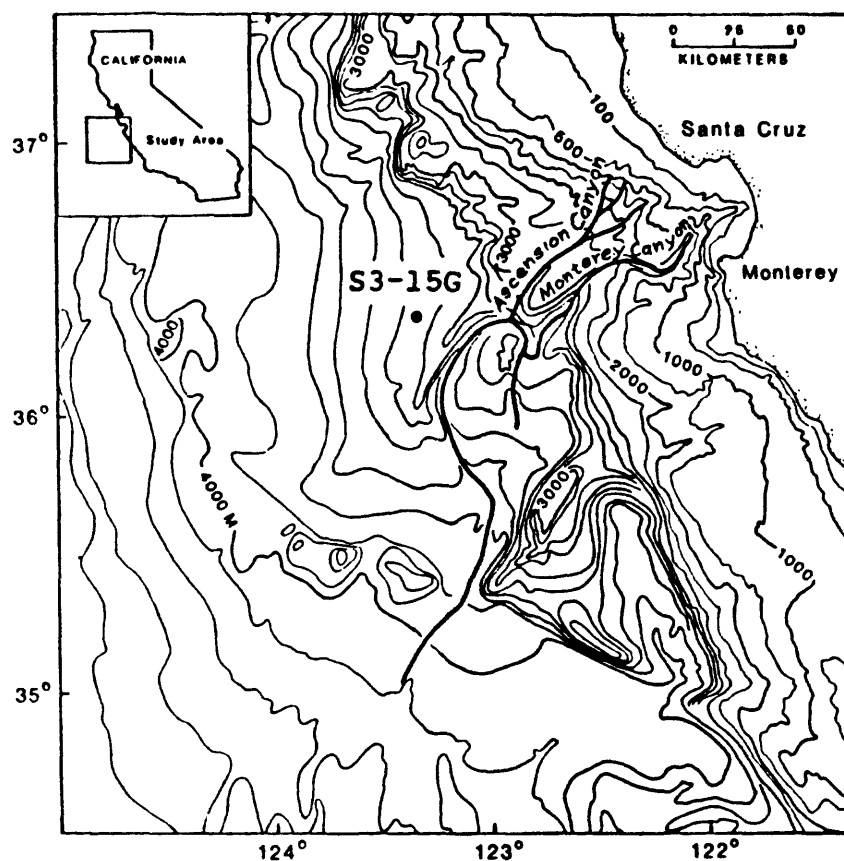 CALIFORNIA
Study Area
0 25 50
KILOMETERS
3000
100
37°
Santa Cruz
500
Ascension Canyon
3000
Monterey Canyon
S3-15G
Monterey
4000
2000
1000
36°
4000 M
3000
1000
35°
124° 123° 122°